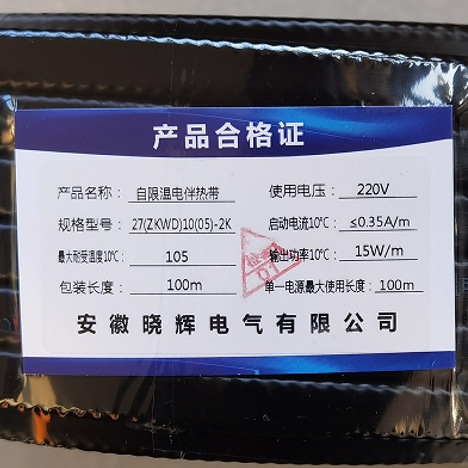 产品合格证
产品名称： 自限温电伴热带
使用电压： 220V
规格型号： 27(ZKWD)10(05)-2K
启动电流10℃： ≤0.35A/m
最大耐受温度10℃： 105
输出功率10℃： 15W/m
包装长度： 100m
单一电源最大使用长度： 100m
安徽晓辉电气有限公司